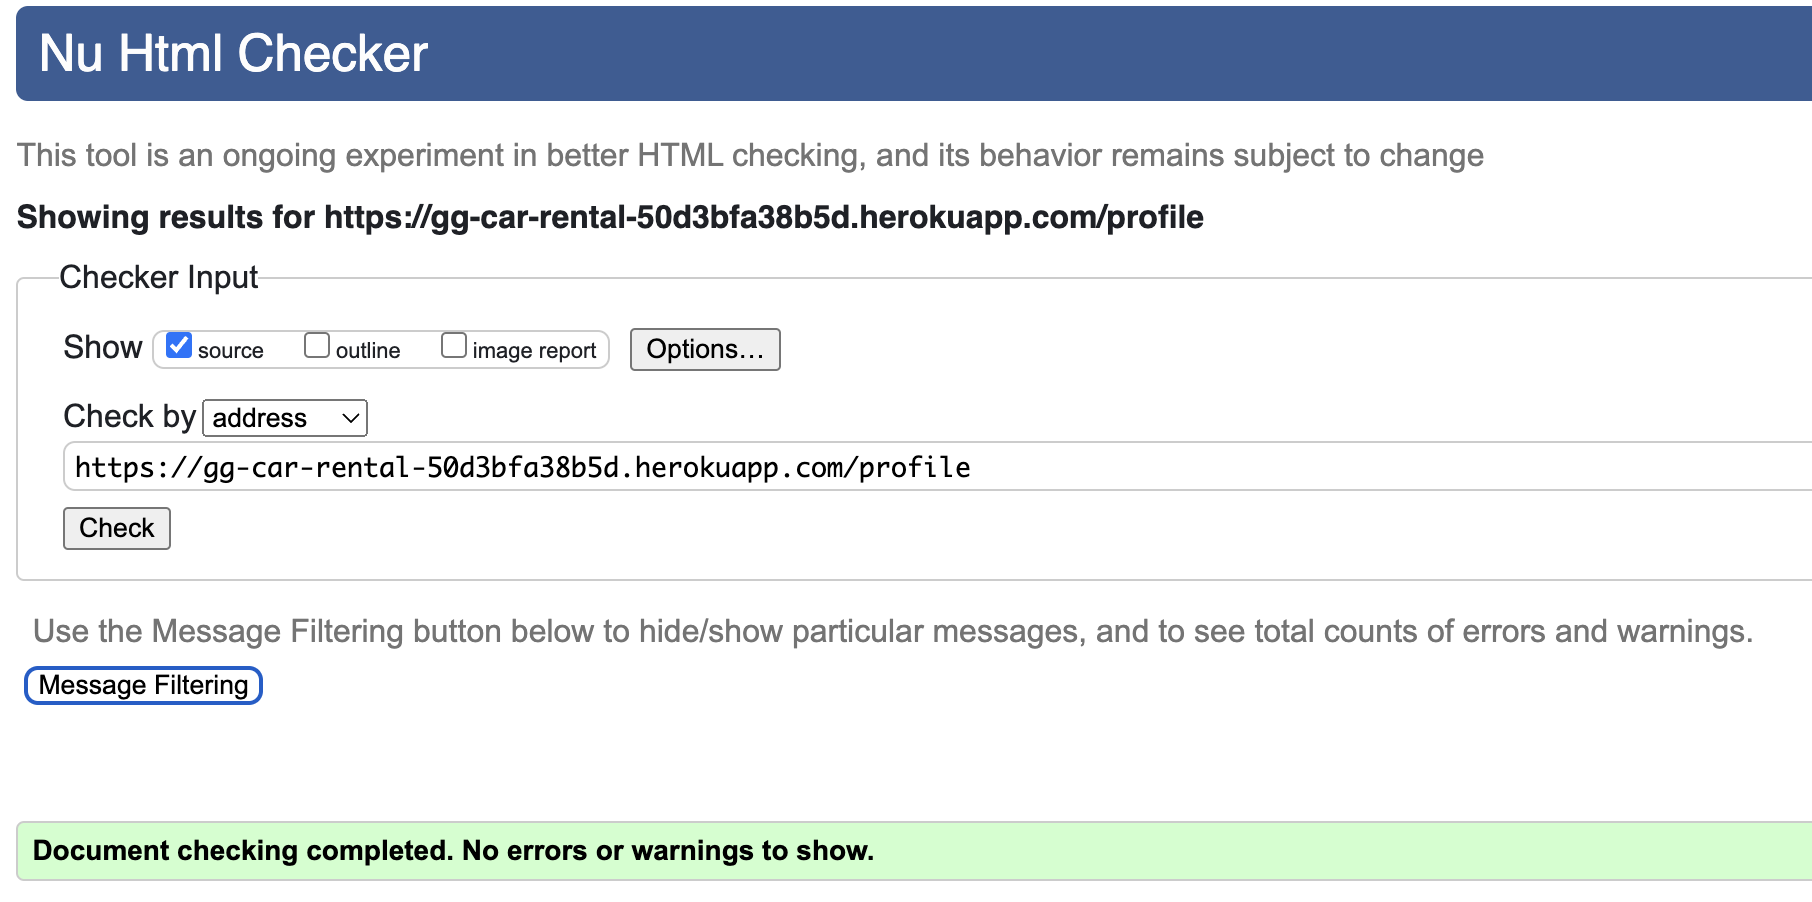 Nu Html Checker
This tool is an ongoing experiment in better HTML checking, and its behavior remains subject to change
Showing results for https://gg-car-rental-50d3bfa38b5d.herokuapp.com/profile
Checker Input
Show source outline image report Options...
Check by address
https://gg-car-rental-50d3bfa38b5d.herokuapp.com/profile
Check
Use the Message Filtering button below to hide/show particular messages, and to see total counts of errors and warnings.
Message Filtering
Document checking completed. No errors or warnings to show.